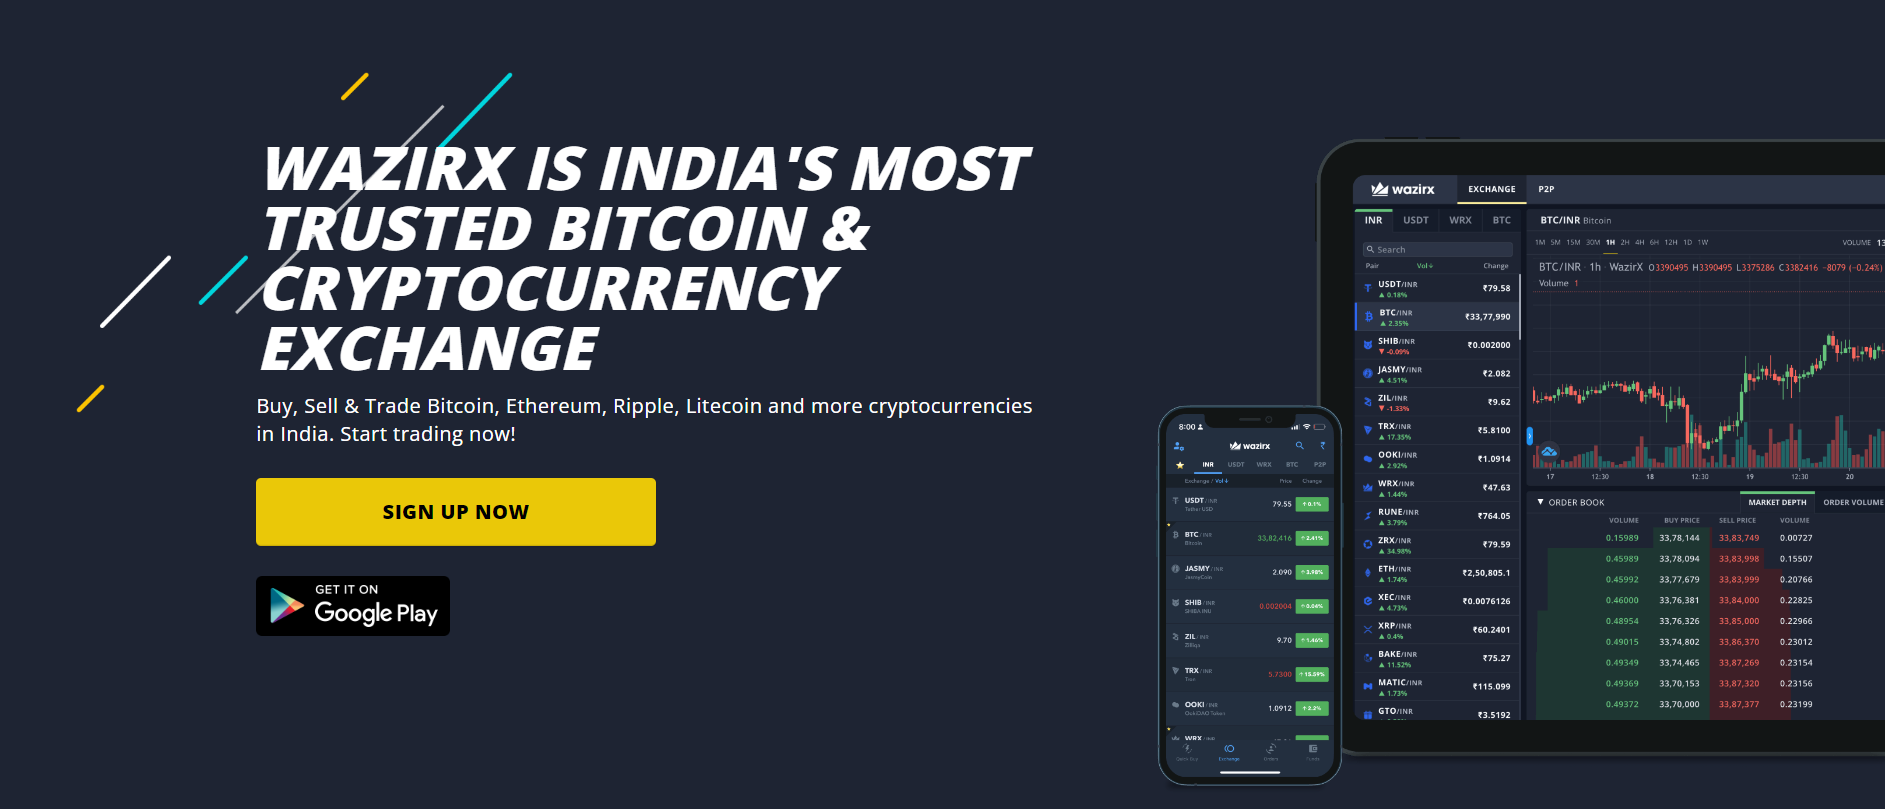 WAZIRX IS INDIA'S MOST
TRUSTED BITCOIN &
CRYPTOCURRENCY
EXCHANGE
Buy, Sell & Trade Bitcoin, Ethereum, Ripple, Litecoin and more cryptocurrencies
in India. Start trading now!
SIGN UP NOW
GET IT ON
Google Play
8:00
wazirx
INR USDT WRX BTC P2P
Exchange / Vol Price Change
USDT / INR 79.55 0.1%
Tether USD
BTC / INR 33,82,416 2.41%
Bitcoin
JASMY / INR 2.090 3.98%
JasmyCoin
SHIB / INR 0.002004 0.04%
SHIBA INU
ZIL / INR 9.70 1.46%
Zilliqa
TRX / INR 5.7300 15.59%
Tron
OOKI / INR 1.0912 2.2%
OokiDAO Token
WRX
Quick Buy Exchange Orders Funds
wazirx EXCHANGE P2P
INR USDT WRX BTC
Search
Pair Vol Change
USDT/INR ₹79.58
▲ 0.18%
BTC/INR ₹33,77,990
▲ 2.35%
SHIB/INR ₹0.002000
▼ -0.09%
JASMY/INR ₹2.082
▲ 4.51%
ZIL/INR ₹9.62
▼ -1.33%
TRX/INR ₹5.8100
▲ 17.35%
OOKI/INR ₹1.0914
▲ 2.92%
WRX/INR ₹47.63
▲ 1.44%
RUNE/INR ₹764.05
▲ 3.79%
ZRX/INR ₹79.59
▲ 34.98%
ETH/INR ₹2,50,805.1
▲ 1.74%
XEC/INR ₹0.0076126
▲ 4.73%
XRP/INR ₹60.2401
▲ 0.4%
BAKE/INR ₹75.27
▲ 11.52%
MATIC/INR ₹115.099
▲ 1.73%
GTO/INR ₹3.5192
BTC/INR Bitcoin
1M 5M 15M 30M 1H 2H 4H 6H 12H 1D 1W VOLUME 13
BTC/INR · 1h · WazirX O3390495 H3390495 L3375286 C3382416 -8079 (-0.24%)
Volume 1
17 12:30 18 12:30 19 12:30 20
▼ ORDER BOOK MARKET DEPTH ORDER VOLUME
VOLUME BUY PRICE SELL PRICE VOLUME
0.15989 33,78,144 33,83,749 0.00727
0.45989 33,78,094 33,83,998 0.15507
0.45992 33,77,679 33,83,999 0.20766
0.46000 33,76,381 33,84,000 0.22825
0.48954 33,76,326 33,85,000 0.22966
0.49015 33,74,802 33,86,370 0.23012
0.49349 33,74,465 33,87,269 0.23154
0.49369 33,70,153 33,87,320 0.23156
0.49372 33,70,000 33,87,377 0.23199